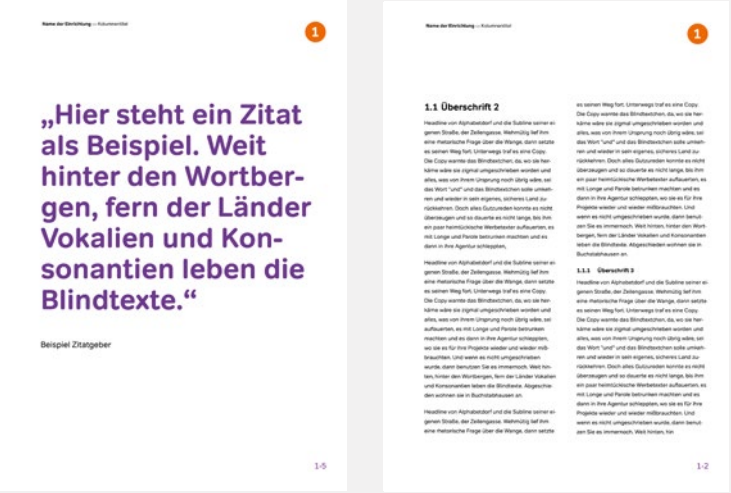 Name der Einrichtung — Kolumnentitel
1
„Hier steht ein Zitat
als Beispiel. Weit
hinter den Wortber-
gen, fern der Länder
Vokalien und Kon-
sonantien leben die
Blindtexte.“
Beispiel Zitatgeber
1-5
Name der Einrichtung — Kolumnentitel
1
1.1 Überschrift 2
Headline von Alphabetdorf und die Subline seiner ei-
genen Straße, der Zeilengasse. Wehmütig lief ihm
eine rhetorische Frage über die Wange, dann setzte
es seinen Weg fort. Unterwegs traf es eine Copy.
Die Copy warnte das Blindtextchen, da, wo sie her-
käme wäre sie zigmal umgeschrieben worden und
alles, was von ihrem Ursprung noch übrig wäre, sei
das Wort "und" und das Blindtextchen solle umkeh-
ren und wieder in sein eigenes, sicheres Land zu-
rückkehren. Doch alles Gutzureden konnte es nicht
überzeugen und so dauerte es nicht lange, bis ihm
ein paar heimtückische Werbetexter auflauerten, es
mit Longe und Parole betrunken machten und es
dann in ihre Agentur schleppten,
Headline von Alphabetdorf und die Subline seiner ei-
genen Straße, der Zeilengasse. Wehmütig lief ihm
eine rhetorische Frage über die Wange, dann setzte
es seinen Weg fort. Unterwegs traf es eine Copy.
Die Copy warnte das Blindtextchen, da, wo sie her-
käme wäre sie zigmal umgeschrieben worden und
alles, was von ihrem Ursprung noch übrig wäre, sei
auflauerten, es mit Longe und Parole betrunken
machten und es dann in ihre Agentur schleppten,
wo sie es für ihre Projekte wieder und wieder miß-
brauchten. Und wenn es nicht umgeschrieben
wurde, dann benutzen Sie es immernoch. Weit hin-
ten, hinter den Wortbergen, fern der Länder Vokalien
und Konsonantien leben die Blindtexte. Abgeschie-
den wohnen sie in Buchstabhausen an
Headline von Alphabetdorf und die Subline seiner ei-
genen Straße, der Zeilengasse. Wehmütig lief ihm
eine rhetorische Frage über die Wange, dann setzte
es seinen Weg fort. Unterwegs traf es eine Copy.
Die Copy warnte das Blindtextchen, da, wo sie her-
käme wäre sie zigmal umgeschrieben worden und
alles, was von ihrem Ursprung noch übrig wäre, sei
das Wort "und" und das Blindtextchen solle umkeh-
ren und wieder in sein eigenes, sicheres Land zu-
rückkehren. Doch alles Gutzureden konnte es nicht
überzeugen und so dauerte es nicht lange, bis ihm
ein paar heimtückische Werbetexter auflauerten, es
mit Longe und Parole betrunken machten und es
dann in ihre Agentur schleppten, wo sie es für ihre
Projekte wieder und wieder mißbrauchten. Und
wenn es nicht umgeschrieben wurde, dann benut-
zen Sie es immernoch. Weit hinten, hinter den Wort-
bergen, fern der Länder Vokalien und Konsonantien
leben die Blindtexte. Abgeschieden wohnen sie in
Buchstabhausen an
1.1.1 Überschrift 3
Headline von Alphabetdorf und die Subline seiner ei-
genen Straße, der Zeilengasse. Wehmütig lief ihm
eine rhetorische Frage über die Wange, dann setzte
es seinen Weg fort. Unterwegs traf es eine Copy.
Die Copy warnte das Blindtextchen, da, wo sie her-
käme wäre sie zigmal umgeschrieben worden und
alles, was von ihrem Ursprung noch übrig wäre, sei
das Wort "und" und das Blindtextchen solle umkeh-
ren und wieder in sein eigenes, sicheres Land zu-
rückkehren. Doch alles Gutzureden konnte es nicht
überzeugen und so dauerte es nicht lange, bis ihm
ein paar heimtückische Werbetexter auflauerten, es
mit Longe und Parole betrunken machten und es
dann in ihre Agentur schleppten, wo sie es für ihre
Projekte wieder und wieder mißbrauchten. Und
wenn es nicht umgeschrieben wurde, dann benut-
zen Sie es immernoch. Weit hinten, hin
1-2